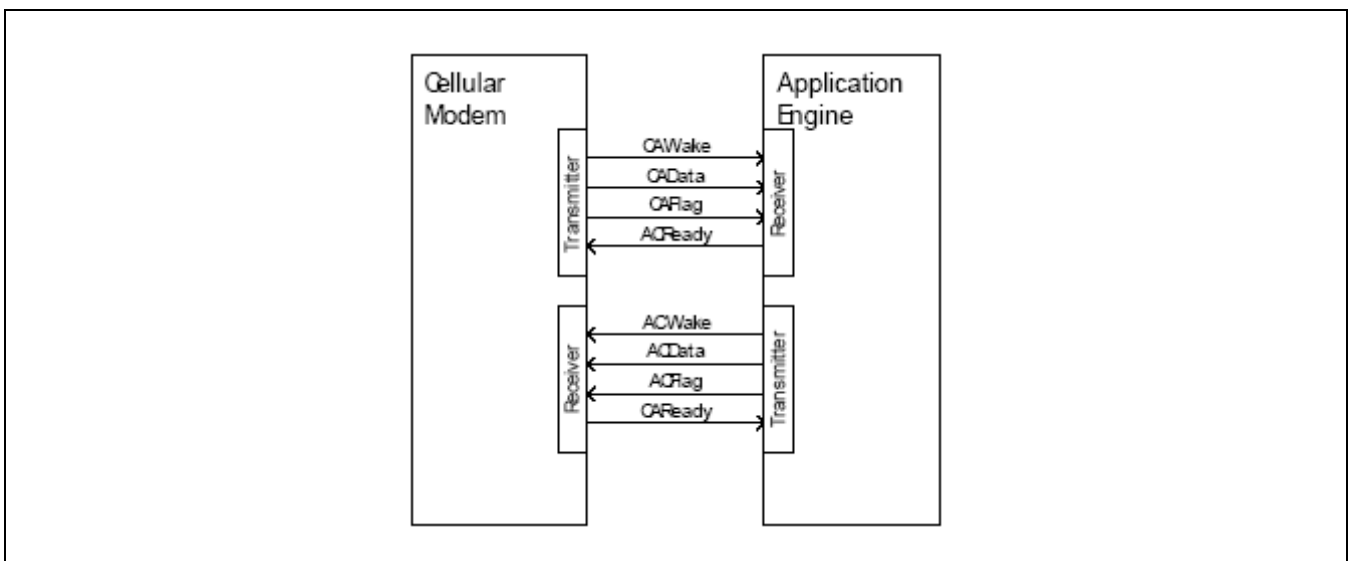 Cellular
Modem
Application
Engine
Transmitter
CAWake
CAData
CAFlag
ACReady
Receiver
Receiver
ACWake
ACData
ACFlag
CAReady
Transmitter